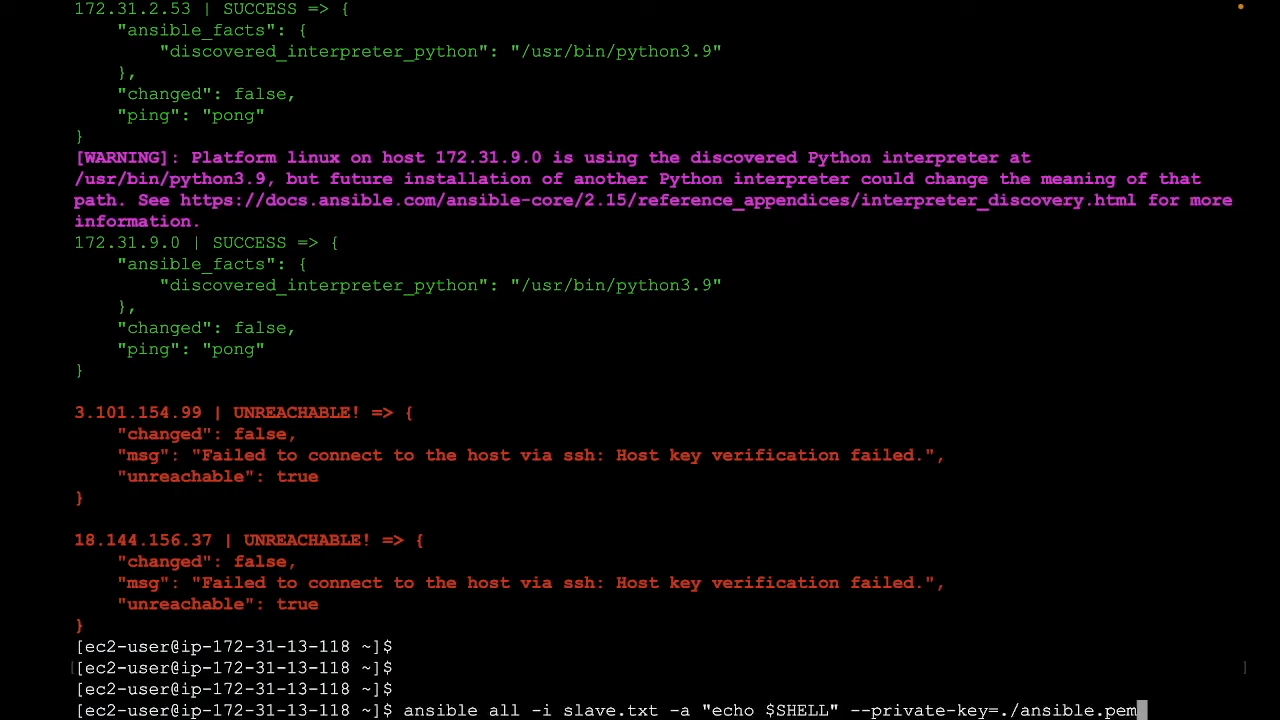 172.31.2.53 | SUCCESS => {
    "ansible_facts": {
        "discovered_interpreter_python": "/usr/bin/python3.9"
    },
    "changed": false,
    "ping": "pong"
}
[WARNING]: Platform linux on host 172.31.9.0 is using the discovered Python interpreter at
/usr/bin/python3.9, but future installation of another Python interpreter could change the meaning of that
path. See https://docs.ansible.com/ansible-core/2.15/reference_appendices/interpreter_discovery.html for more
information.
172.31.9.0 | SUCCESS => {
    "ansible_facts": {
        "discovered_interpreter_python": "/usr/bin/python3.9"
    },
    "changed": false,
    "ping": "pong"
}
3.101.154.99 | UNREACHABLE! => {
    "changed": false,
    "msg": "Failed to connect to the host via ssh: Host key verification failed.",
    "unreachable": true
}
18.144.156.37 | UNREACHABLE! => {
    "changed": false,
    "msg": "Failed to connect to the host via ssh: Host key verification failed.",
    "unreachable": true
}
[ec2-user@ip-172-31-13-118 ~]$
[[ec2-user@ip-172-31-13-118 ~]$ ]
[ec2-user@ip-172-31-13-118 ~]$
[ec2-user@ip-172-31-13-118 ~]$ ansible all -i slave.txt -a "echo $SHELL" --private-key=./ansible.pem